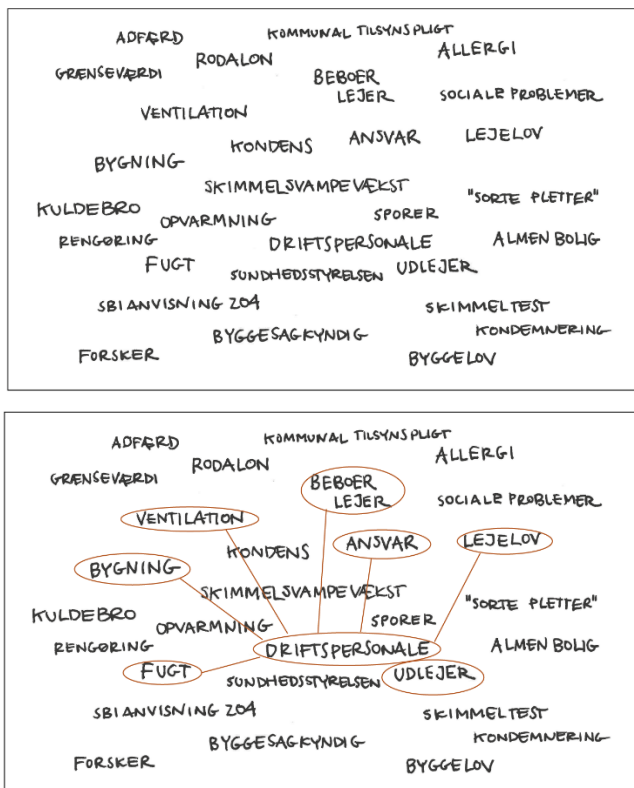 ADFÆRD
KOMMUNAL TILSYNSPLIGT
ALLERGI
GRÆNSEVÆRDI
RODALON
BEBOER
LEJER
SOCIALE PROBLEMER
VENTILATION
KONDENS
ANSVAR
LEJELOV
BYGNING
SKIMMELSVAMPEVÆKST
"SORTE PLETTER"
KULDEBRO
OPVARMNING
SPORER
RENGØRING
DRIFTSPERSONALE
ALMEN BOLIG
FUGT
SUNDHEDSSTYRELSEN
UDLEJER
SBI ANVISNING 204
SKIMMELTEST
BYGGESAGKYNDIG
KONDEMNERING
FORSKER
BYGGELOV
ADFÆRD
KOMMUNAL TILSYNSPLIGT
ALLERGI
GRÆNSEVÆRDI
RODALON
BEBOER
LEJER
SOCIALE PROBLEMER
VENTILATION
KONDENS
ANSVAR
LEJELOV
BYGNING
SKIMMELSVAMPEVÆKST
"SORTE PLETTER"
KULDEBRO
OPVARMNING
SPORER
RENGØRING
DRIFTSPERSONALE
ALMEN BOLIG
FUGT
SUNDHEDSSTYRELSEN
UDLEJER
SBI ANVISNING 204
SKIMMELTEST
BYGGESAGKYNDIG
KONDEMNERING
FORSKER
BYGGELOV